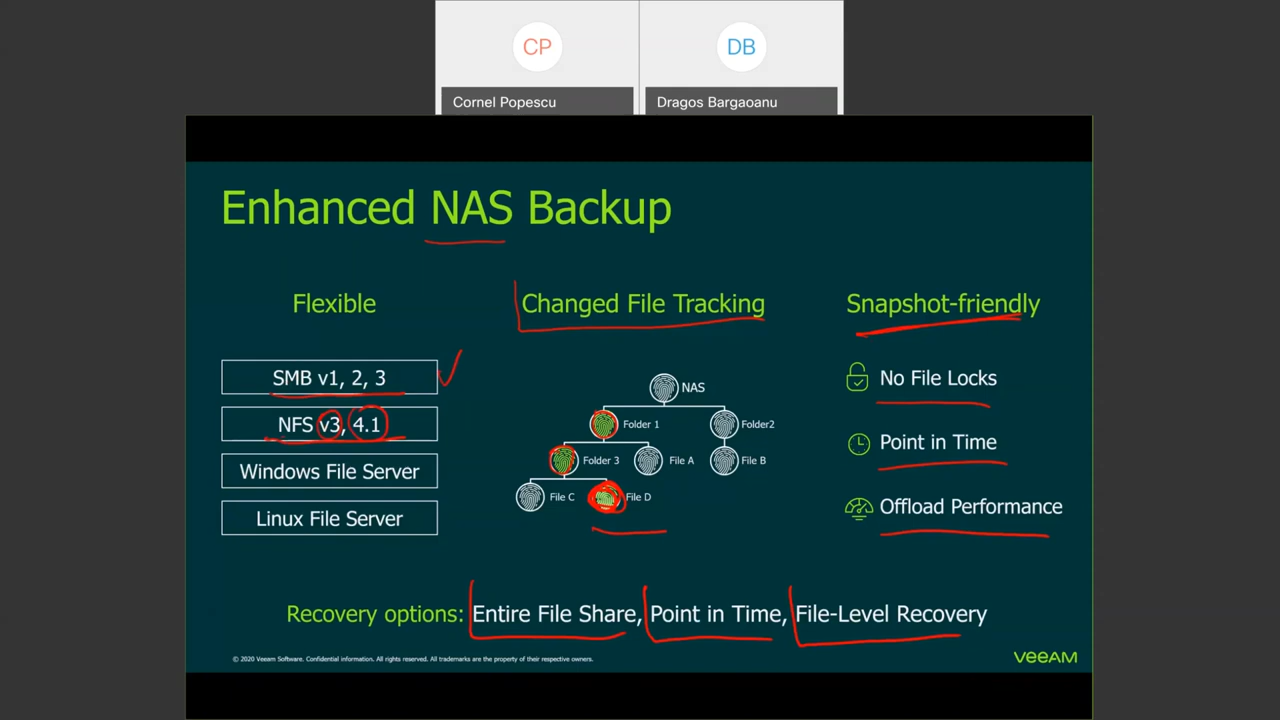 CP
DB
Cornel Popescu
Dragos Bargaoanu
Enhanced NAS Backup
Flexible
SMB v1, 2, 3
NFS v3, 4.1
Windows File Server
Linux File Server
Changed File Tracking
NAS
Folder 1
Folder2
Folder 3
File A
File B
File C
File D
Snapshot-friendly
No File Locks
Point in Time
Offload Performance
Recovery options: Entire File Share, Point in Time, File-Level Recovery
© 2020 Veeam Software. Confidential information. All rights reserved. All trademarks are the property of their respective owners.
VEEAM